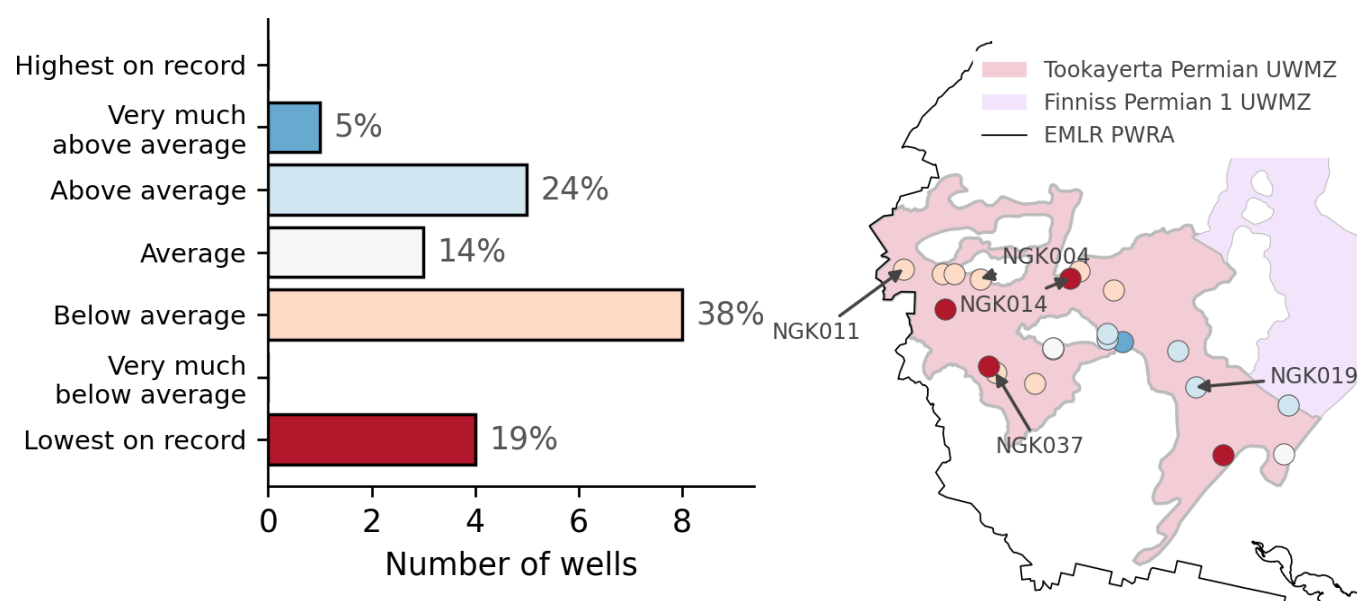 Highest on record
Very much
above average
5%
Above average
24%
Average
14%
Below average
38%
Very much
below average
Lowest on record
19%
0 2 4 6 8
Number of wells
Tookayerta Permian UWMZ
Finniss Permian 1 UWMZ
EMLR PWRA
NGK004
NGK014
NGK011
NGK019
NGK037